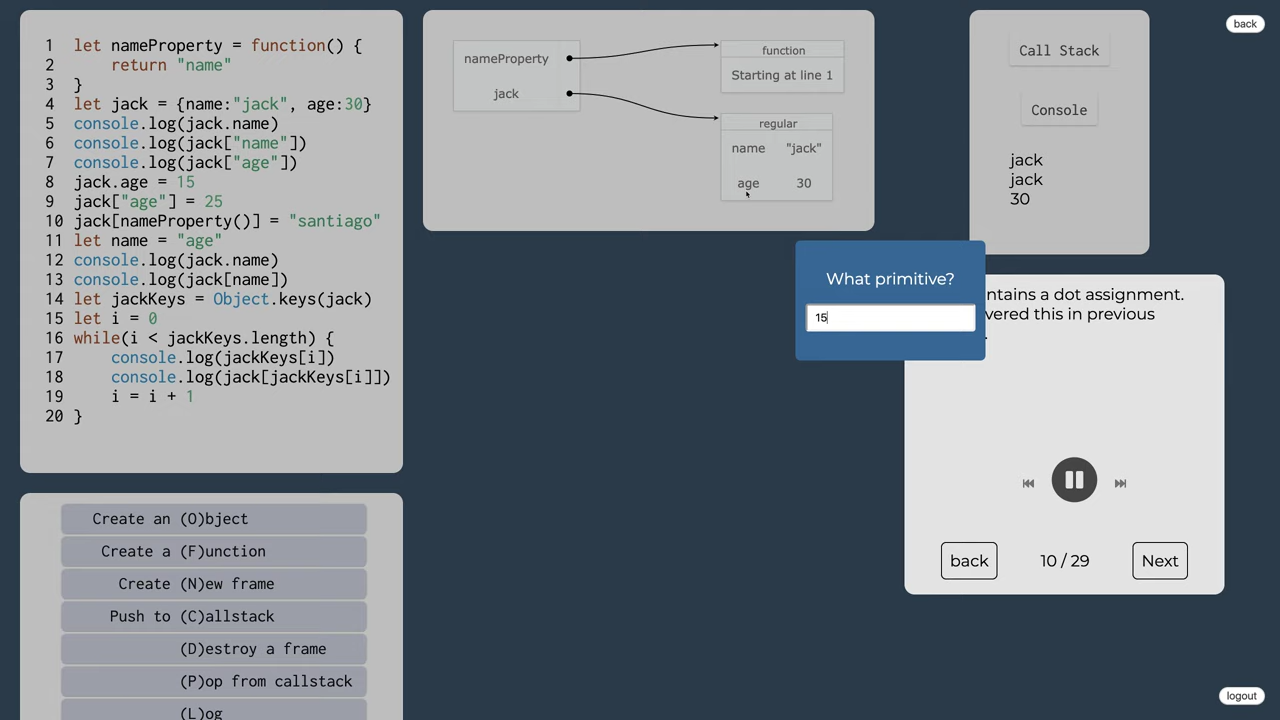 1 let nameProperty = function() {
2 return "name"
3 }
4 let jack = {name:"jack", age:30}
5 console.log(jack.name)
6 console.log(jack["name"])
7 console.log(jack["age"])
8 jack.age = 15
9 jack["age"] = 25
10 jack[nameProperty()] = "santiago"
11 let name = "age"
12 console.log(jack.name)
13 console.log(jack[name])
14 let jackKeys = Object.keys(jack)
15 let i = 0
16 while(i < jackKeys.length) {
17 console.log(jackKeys[i])
18 console.log(jack[jackKeys[i]])
19 i = i + 1
20 }
nameProperty
jack
function
Starting at line 1
regular
name "jack"
age 30
Call Stack
Console
jack
jack
30
back
What primitive?
15
ntains a dot assignment.
vered this in previous
.
back 10 / 29 Next
Create an (O)bject
Create a (F)unction
Create (N)ew frame
Push to (C)allstack
(D)estroy a frame
(P)op from callstack
(L)og
logout